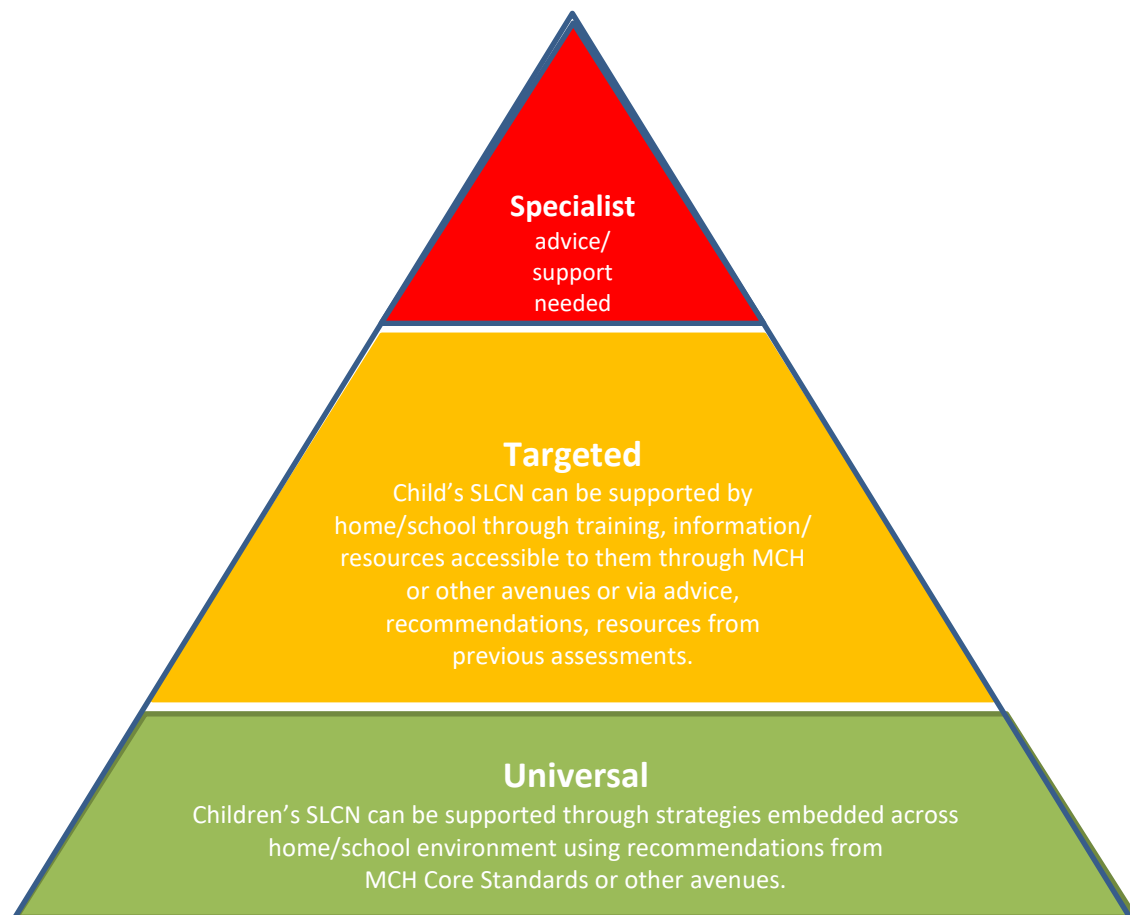 Specialist
advice/
support
needed
Targeted
Child’s SLCN can be supported by
home/school through training, information/
resources accessible to them through MCH
or other avenues or via advice,
recommendations, resources from
previous assessments.
Universal
Children’s SLCN can be supported through strategies embedded across
home/school environment using recommendations from
MCH Core Standards or other avenues.